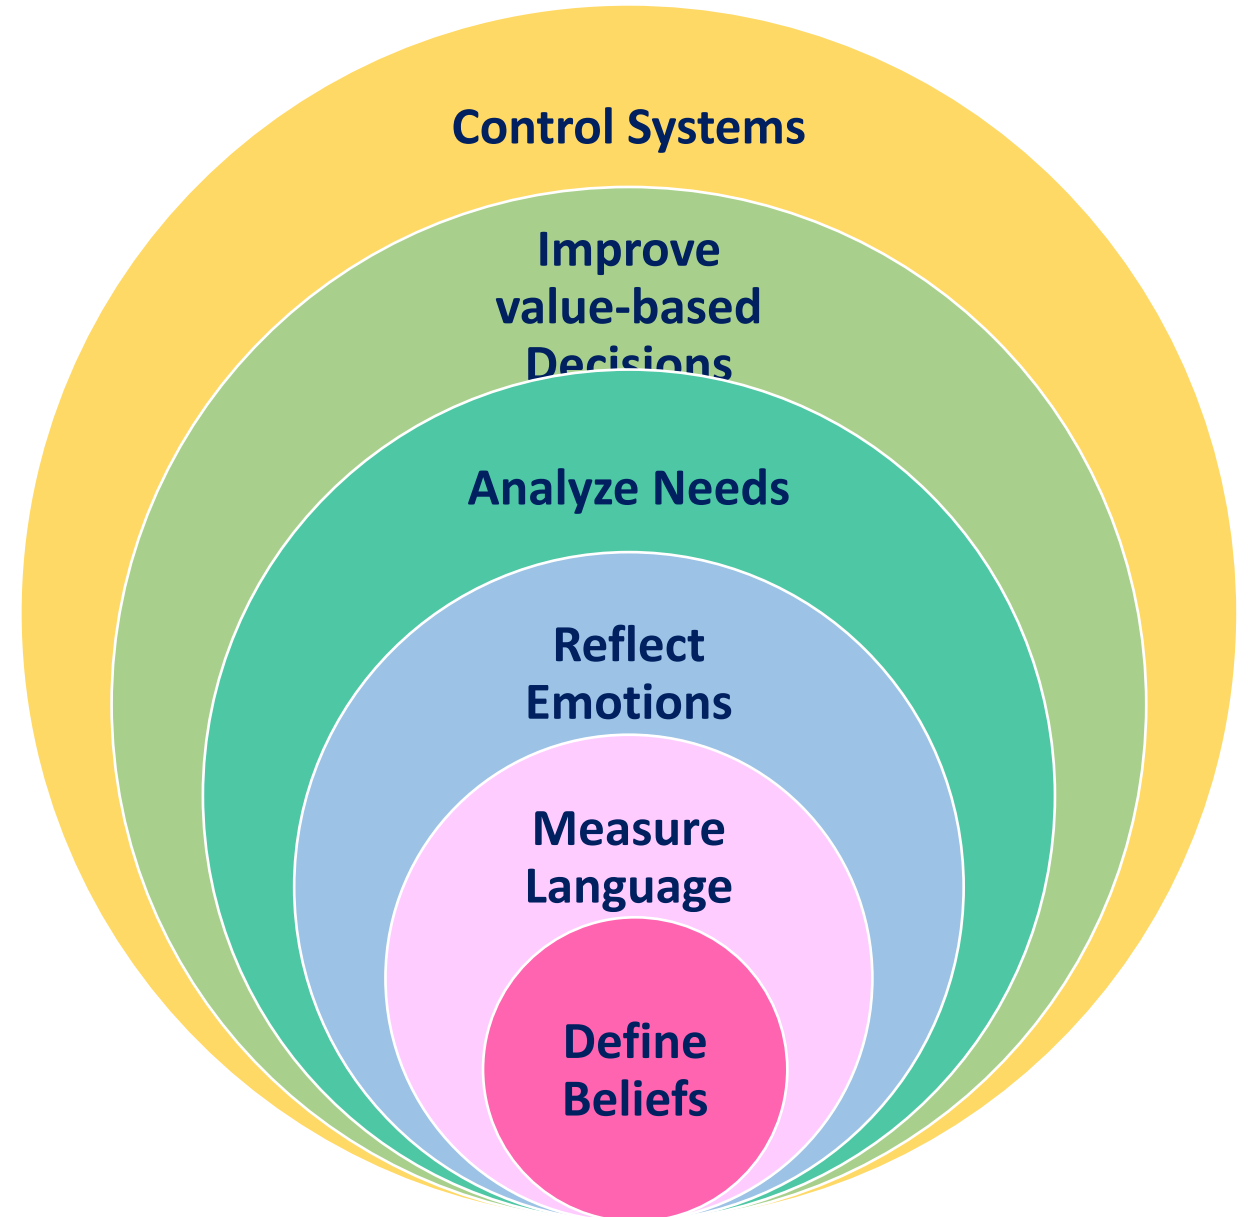 Control Systems
Improve
value-based
Decisions
Analyze Needs
Reflect
Emotions
Measure
Language
Define
Beliefs